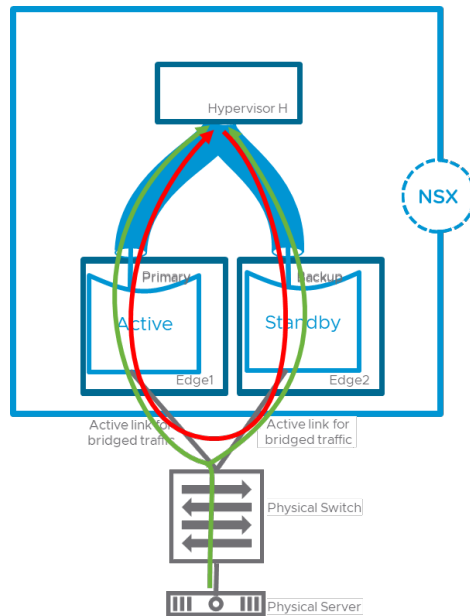 Hypervisor H
NSX
Primary
Backup
Active
Standby
Edge1
Edge2
Active link for
bridged traffic
Active link for
bridged traffic
Physical Switch
Physical Server